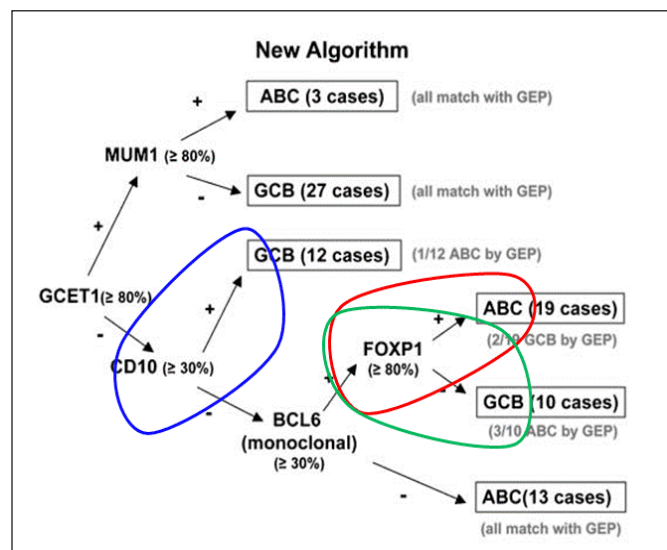 New Algorithm
+
ABC (3 cases)
(all match with GEP)
MUM1 (≥ 80%)
-
GCB (27 cases)
(all match with GEP)
+
GCB (12 cases)
(1/12 ABC by GEP)
GCET1(≥ 80%)
+
-
CD10 (≥ 30%)
+
ABC (19 cases)
(2/19 GCB by GEP)
FOXP1
(≥ 80%)
-
GCB (10 cases)
(3/10 ABC by GEP)
-
+
BCL6
(monoclonal)
(≥ 30%)
-
ABC(13 cases)
(all match with GEP)